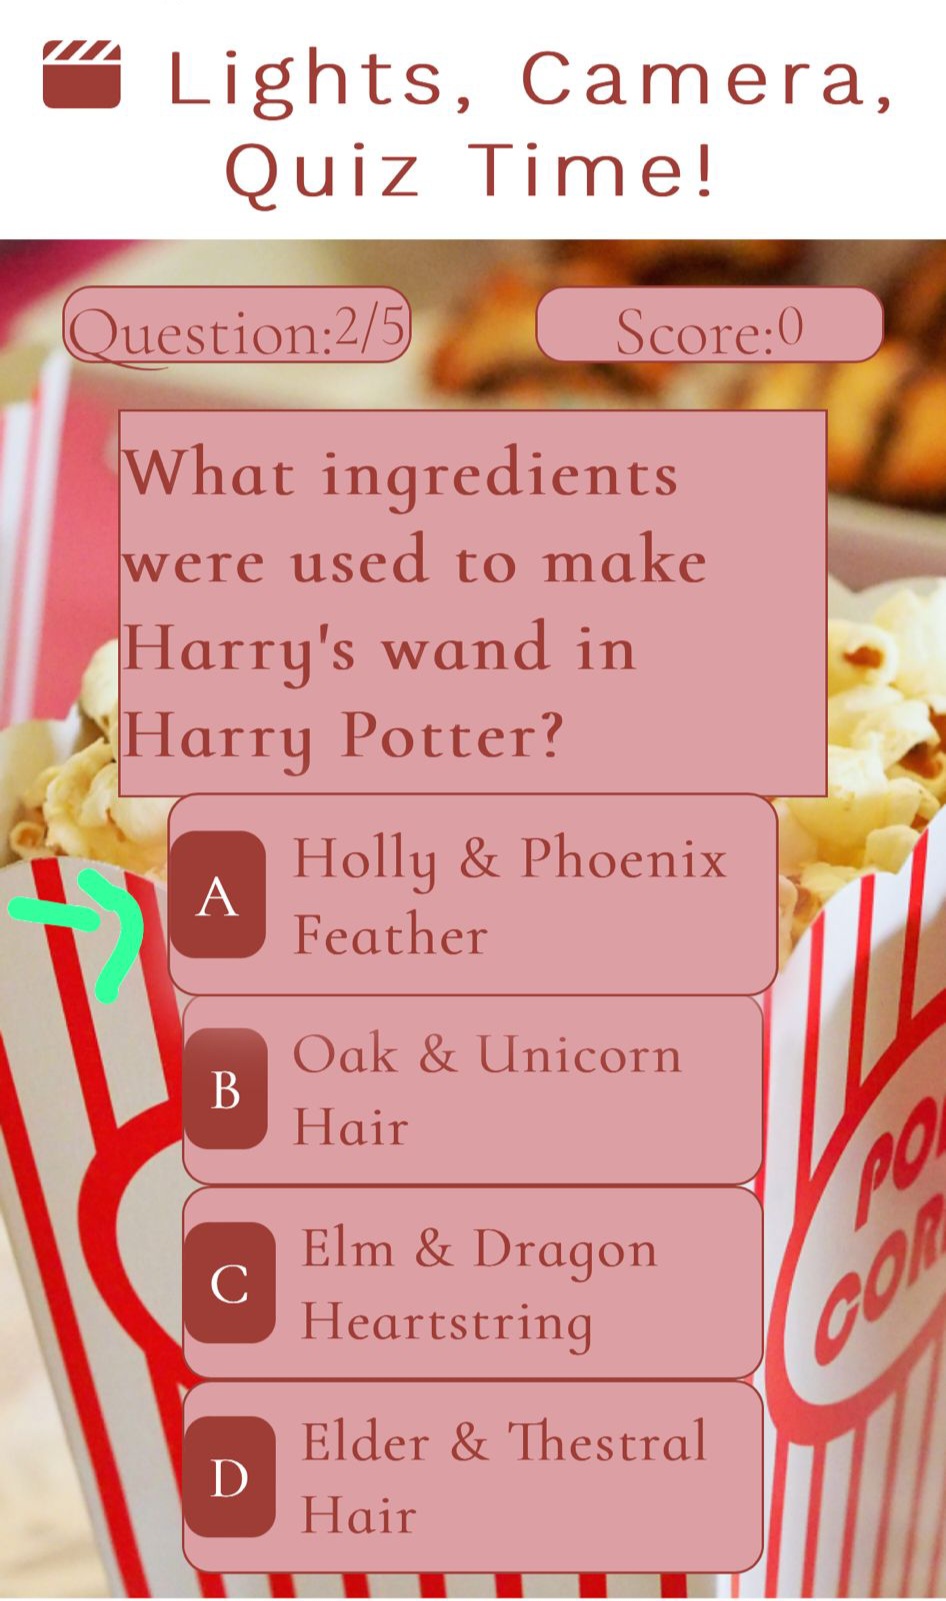 Lights, Camera,
Quiz Time!
Question:2/5
Score:0
What ingredients
were used to make
Harry's wand in
Harry Potter?
A
Holly & Phoenix
Feather
B
Oak & Unicorn
Hair
C
Elm & Dragon
Heartstring
D
Elder & Thestral
Hair